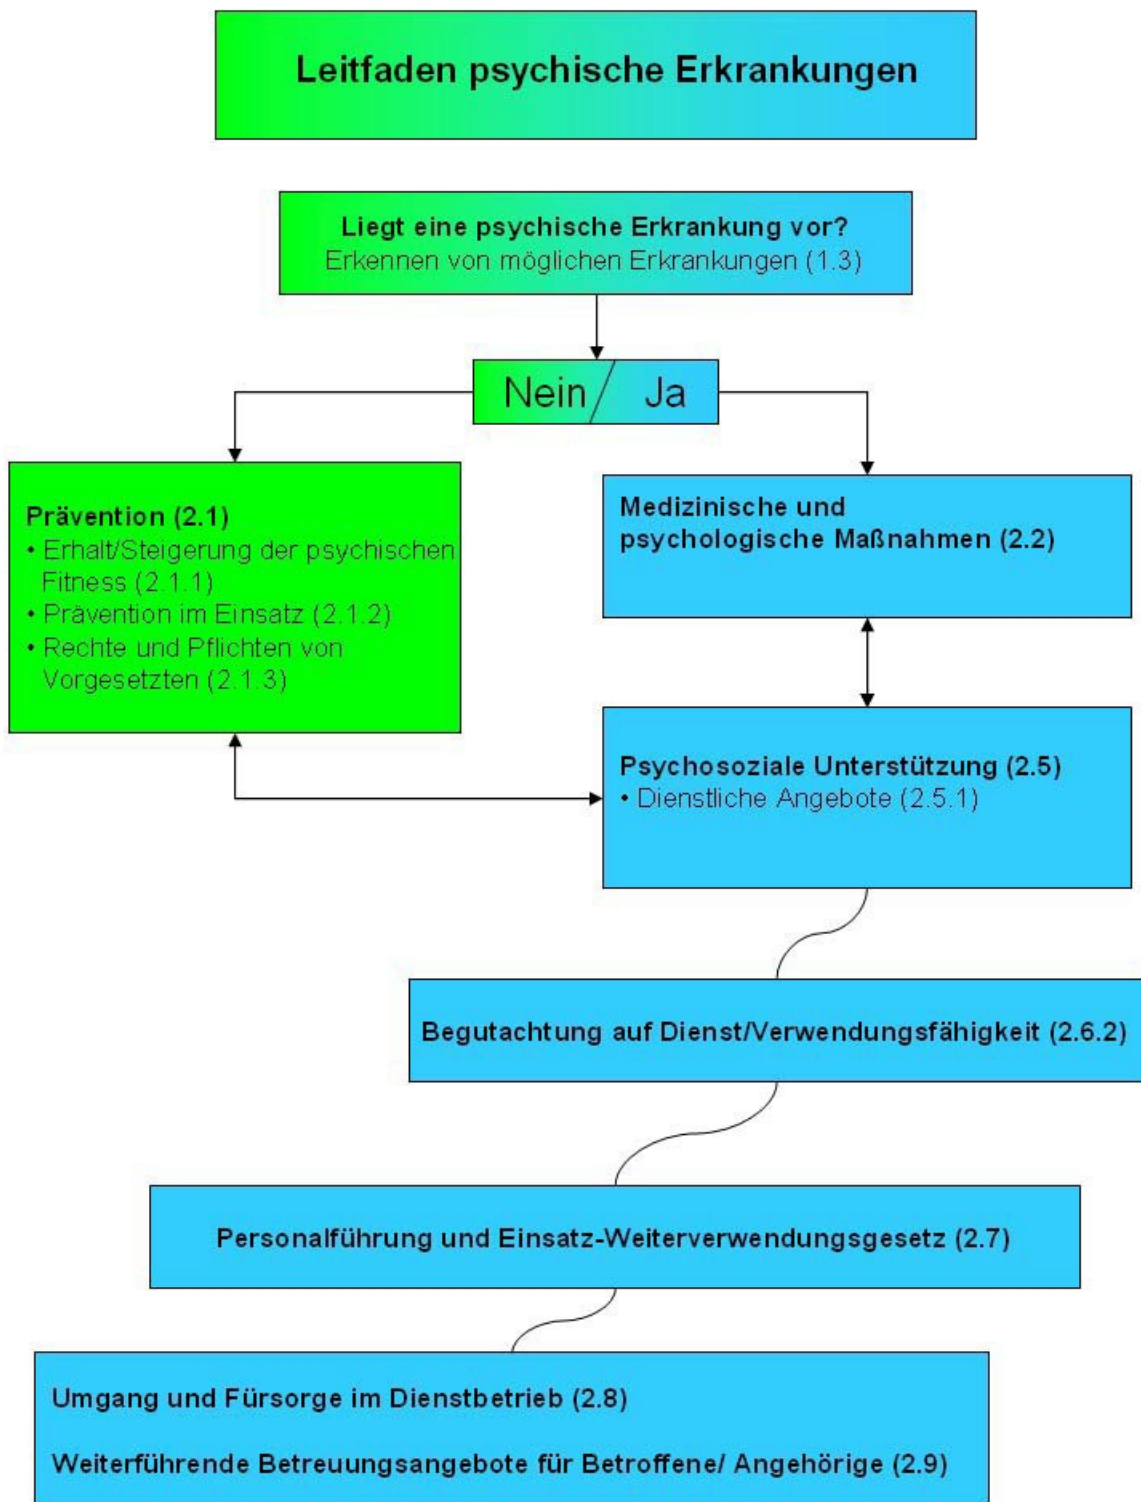 Leitfaden psychische Erkrankungen
Liegt eine psychische Erkrankung vor?
Erkennen von möglichen Erkrankungen (1.3)
Nein / Ja
Prävention (2.1)
• Erhalt/Steigerung der psychischen
Fitness (2.1.1)
• Prävention im Einsatz (2.1.2)
• Rechte und Pflichten von
Vorgesetzten (2.1.3)
Medizinische und
psychologische Maßnahmen (2.2)
Psychosoziale Unterstützung (2.5)
• Dienstliche Angebote (2.5.1)
Begutachtung auf Dienst/Verwendungsfähigkeit (2.6.2)
Personalführung und Einsatz-Weiterverwendungsgesetz (2.7)
Umgang und Fürsorge im Dienstbetrieb (2.8)
Weiterführende Betreuungsangebote für Betroffene/ Angehörige (2.9)